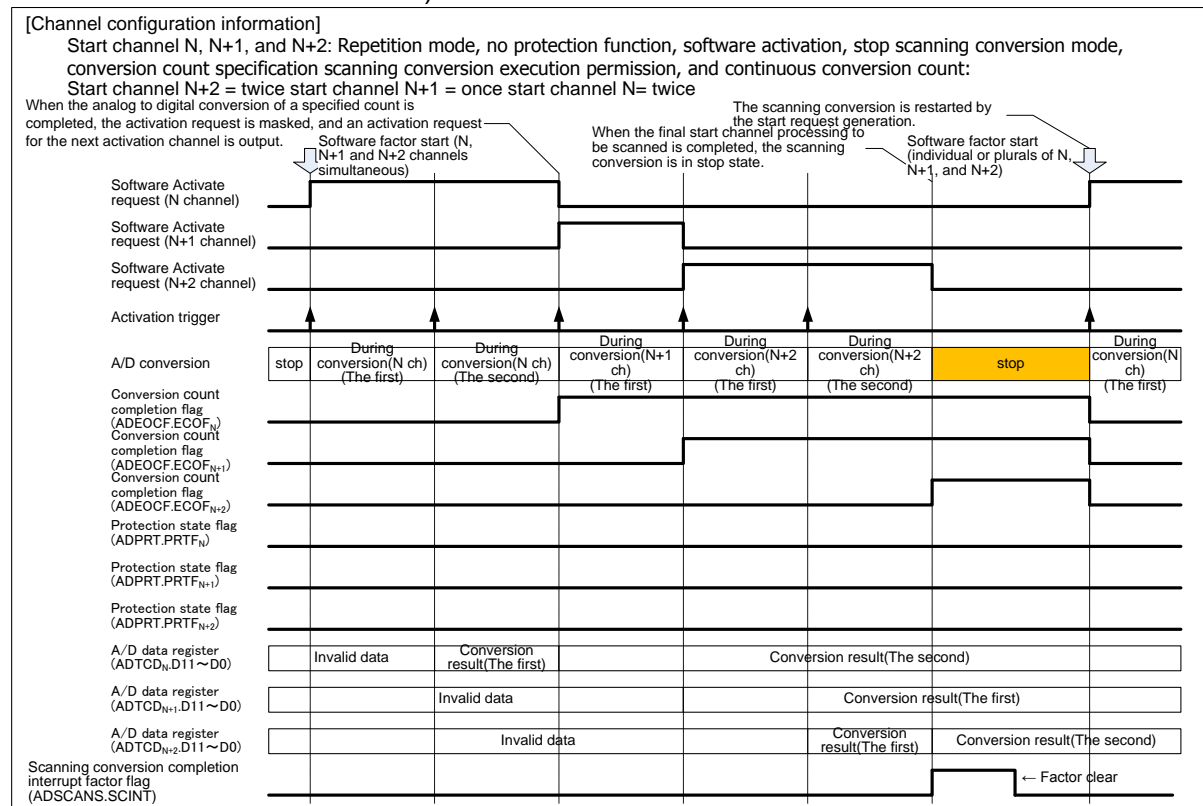 [Channel configuration information]
Start channel N, N+1, and N+2: Repetition mode, no protection function, software activation, stop scanning conversion mode,
conversion count specification scanning conversion execution permission, and continuous conversion count:
Start channel N+2 = twice start channel N+1 = once start channel N= twice
When the analog to digital conversion of a specified count is
completed, the activation request is masked, and an activation request
for the next activation channel is output.
Software factor start (N,
N+1 and N+2 channels
simultaneous)
When the final start channel processing to
be scanned is completed, the scanning
conversion is in stop state.
The scanning conversion is restarted by
the start request generation.
Software factor start
(individual or plurals of N,
N+1, and N+2)
Software Activate
request (N channel)
Software Activate
request (N+1 channel)
Software Activate
request (N+2 channel)
Activation trigger
A/D conversion
stop
During
conversion(N ch)
(The first)
During
conversion(N ch)
(The second)
During
conversion(N+1
ch)
(The first)
During
conversion(N+2
ch)
(The first)
During
conversion(N+2
ch)
(The second)
stop
During
conversion(N
ch)
(The first)
Conversion count
completion flag
(ADEOCF.ECOFN)
Conversion count
completion flag
(ADEOCF.ECOFN+1)
Conversion count
completion flag
(ADEOCF.ECOFN+2)
Protection state flag
(ADPRT.PRTFN)
Protection state flag
(ADPRT.PRTFN+1)
Protection state flag
(ADPRT.PRTFN+2)
A/D data register
(ADTCDN.D11~D0)
Invalid data
Conversion
result(The first)
Conversion result(The second)
A/D data register
(ADTCDN+1.D11~D0)
Invalid data
Conversion result(The first)
A/D data register
(ADTCDN+2.D11~D0)
Invalid data
Conversion
result(The first)
Conversion result(The second)
Scanning conversion completion
interrupt factor flag
(ADSCANS.SCINT)
← Factor clear